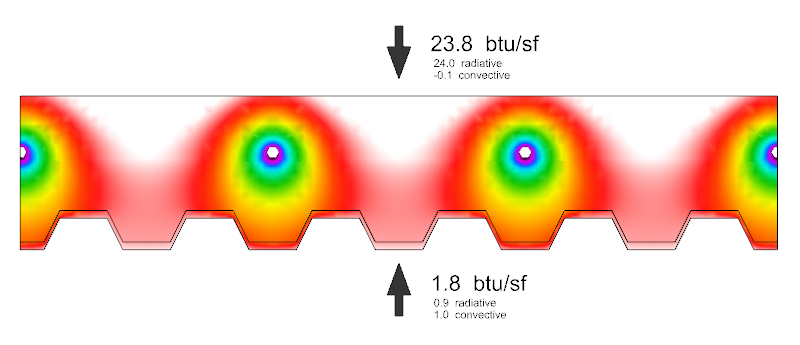 23.8 btu/sf
24.0 radiative
-0.1 convective
1.8 btu/sf
0.9 radiative
1.0 convective